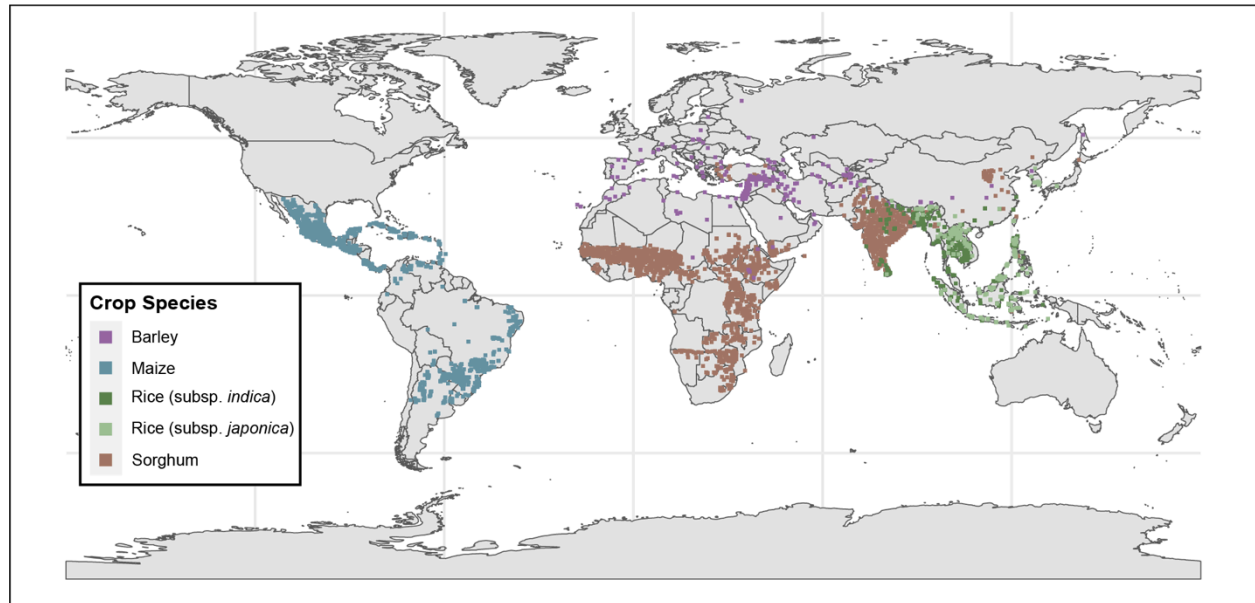 Crop Species
Barley
Maize
Rice (subsp. indica)
Rice (subsp. japonica)
Sorghum